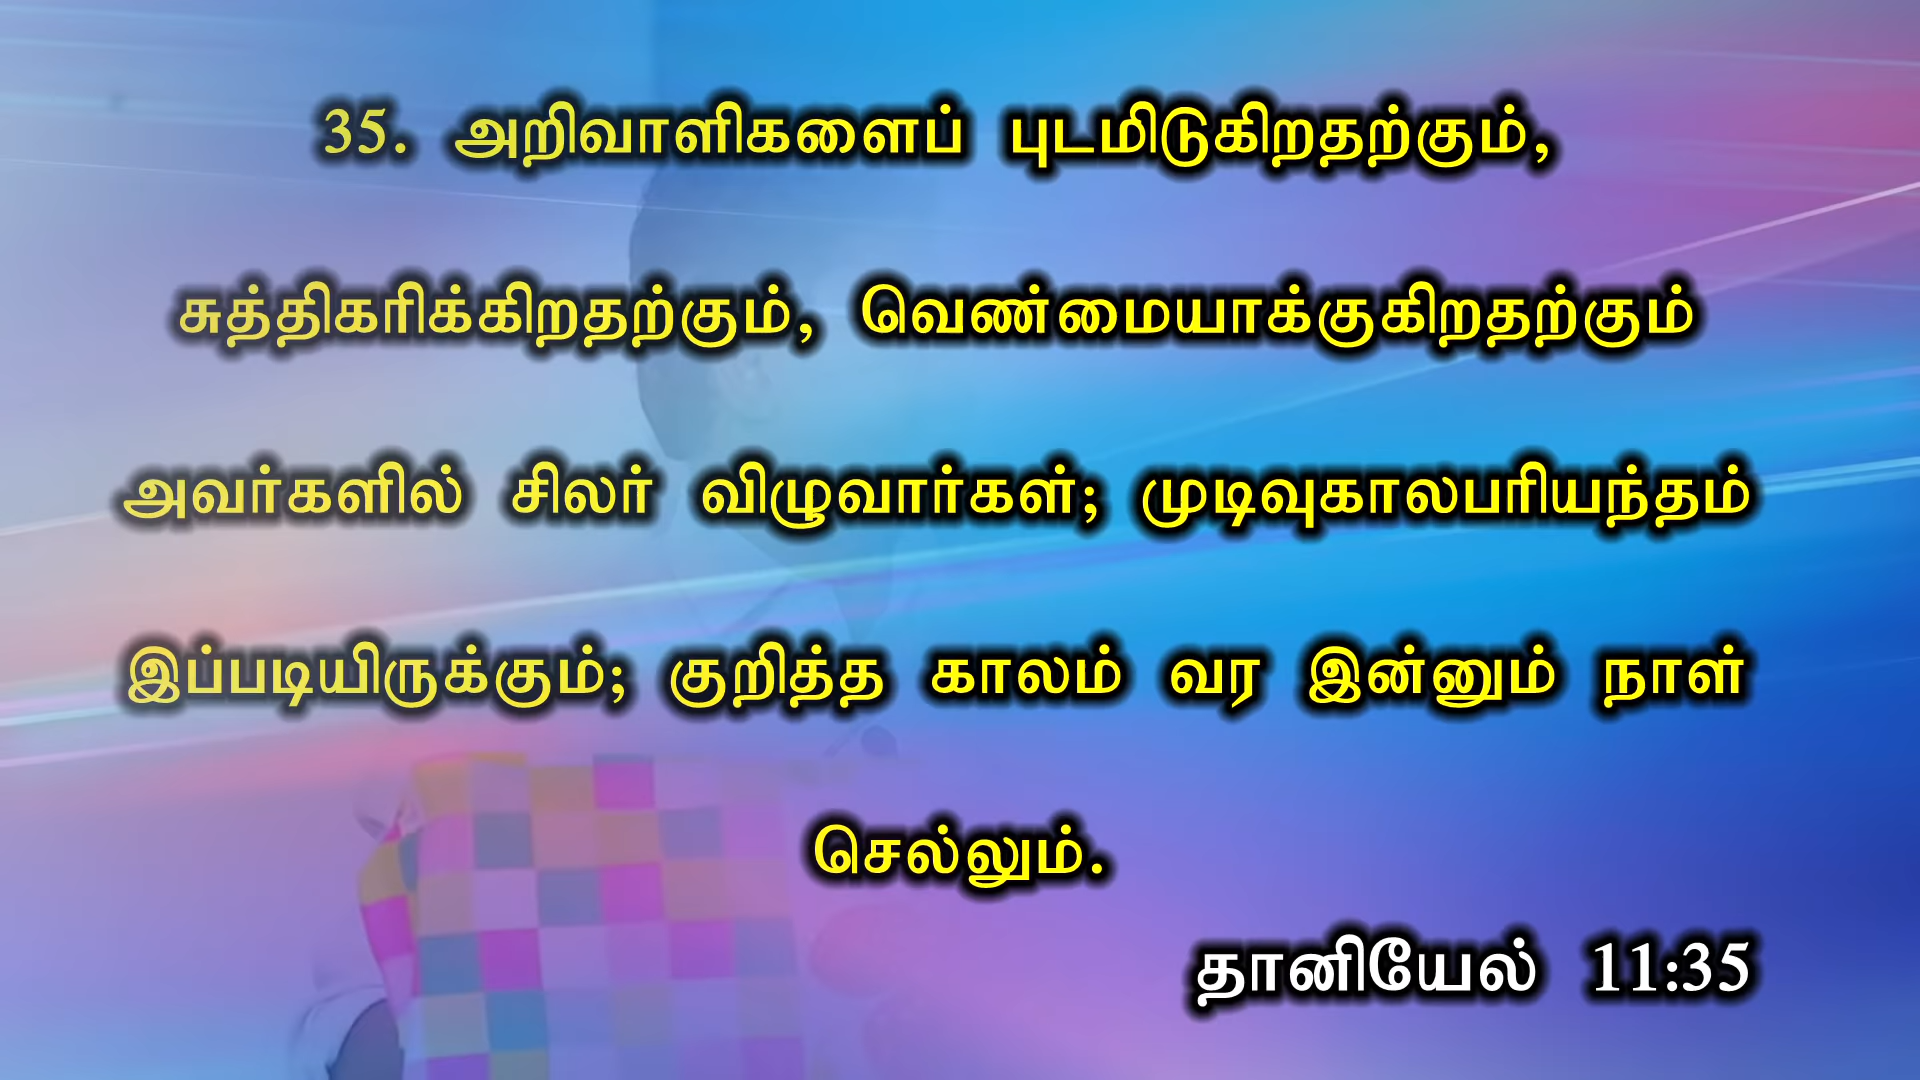 35. அறிவாளிகளைப் புடமிடுகிறதற்கும்,
சுத்திகரிக்கிறதற்கும், வெண்மையாக்குகிறதற்கும்
அவர்களில் சிலர் விழுவார்கள்; முடிவுகாலபரியந்தம்
இப்படியிருக்கும்; குறித்த காலம் வர இன்னும் நாள்
செல்லும்.
தானியேல் 11:35